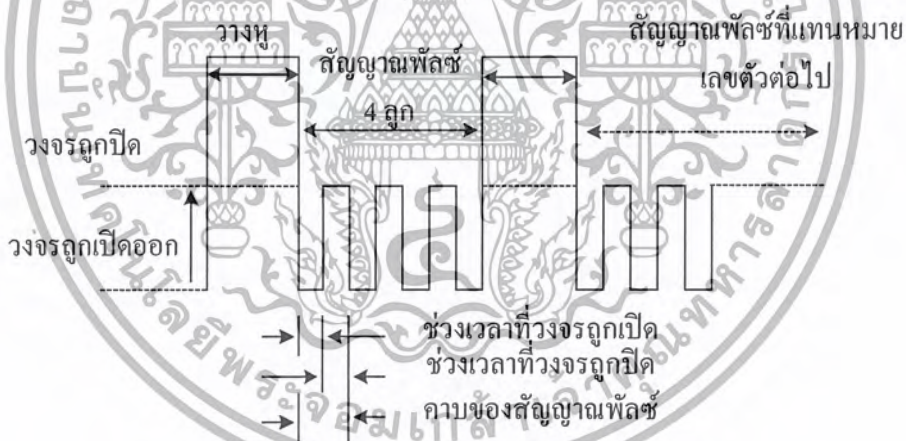 วางหู
สัญญาณพัลซ์
4 ลูก
สัญญาณพัลซ์ที่แทนหมาย
เลขตัวต่อไป
วงจรถูกปิด
วงจรถูกเปิดออก
ช่วงเวลาที่วงจรถูกเปิด
ช่วงเวลาที่วงจรถูกปิด
คาบของสัญญาณพัลซ์